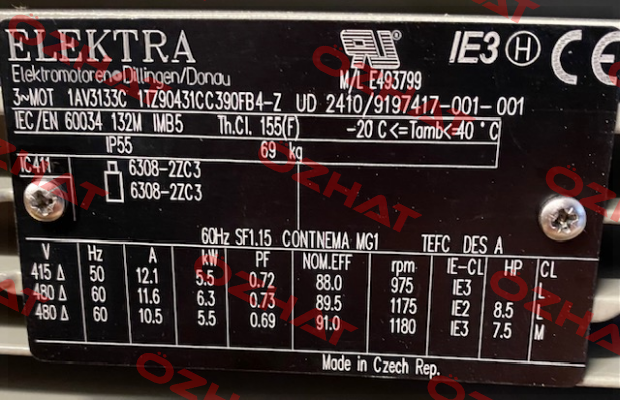 ELEKTRA
Elektromotoren•Dillingen/Donau
M/L E493799
IE3 H CE
3~MOT 1AV3133C 1TZ90431CC390FB4-Z UD 2410/9197417-001-001
IEC/EN 60034 132M IMB5 Th.Cl. 155(F) -20 C<=Tamb<=40 °C
IP55 69 kg
IC411 6308-2ZC3
6308-2ZC3
60Hz SF1.15 CONTNEMA MG1 TEFC DES A
V Hz A kW PF NOM.EFF rpm IE-CL HP CL
415 Δ 50 12.1 5.5 0.72 88.0 975 IE3 L
480 Δ 60 11.6 6.3 0.73 89.5 1175 IE2 8.5 L
480 Δ 60 10.5 5.5 0.69 91.0 1180 IE3 7.5 M
Made in Czech Rep.
OZHAT